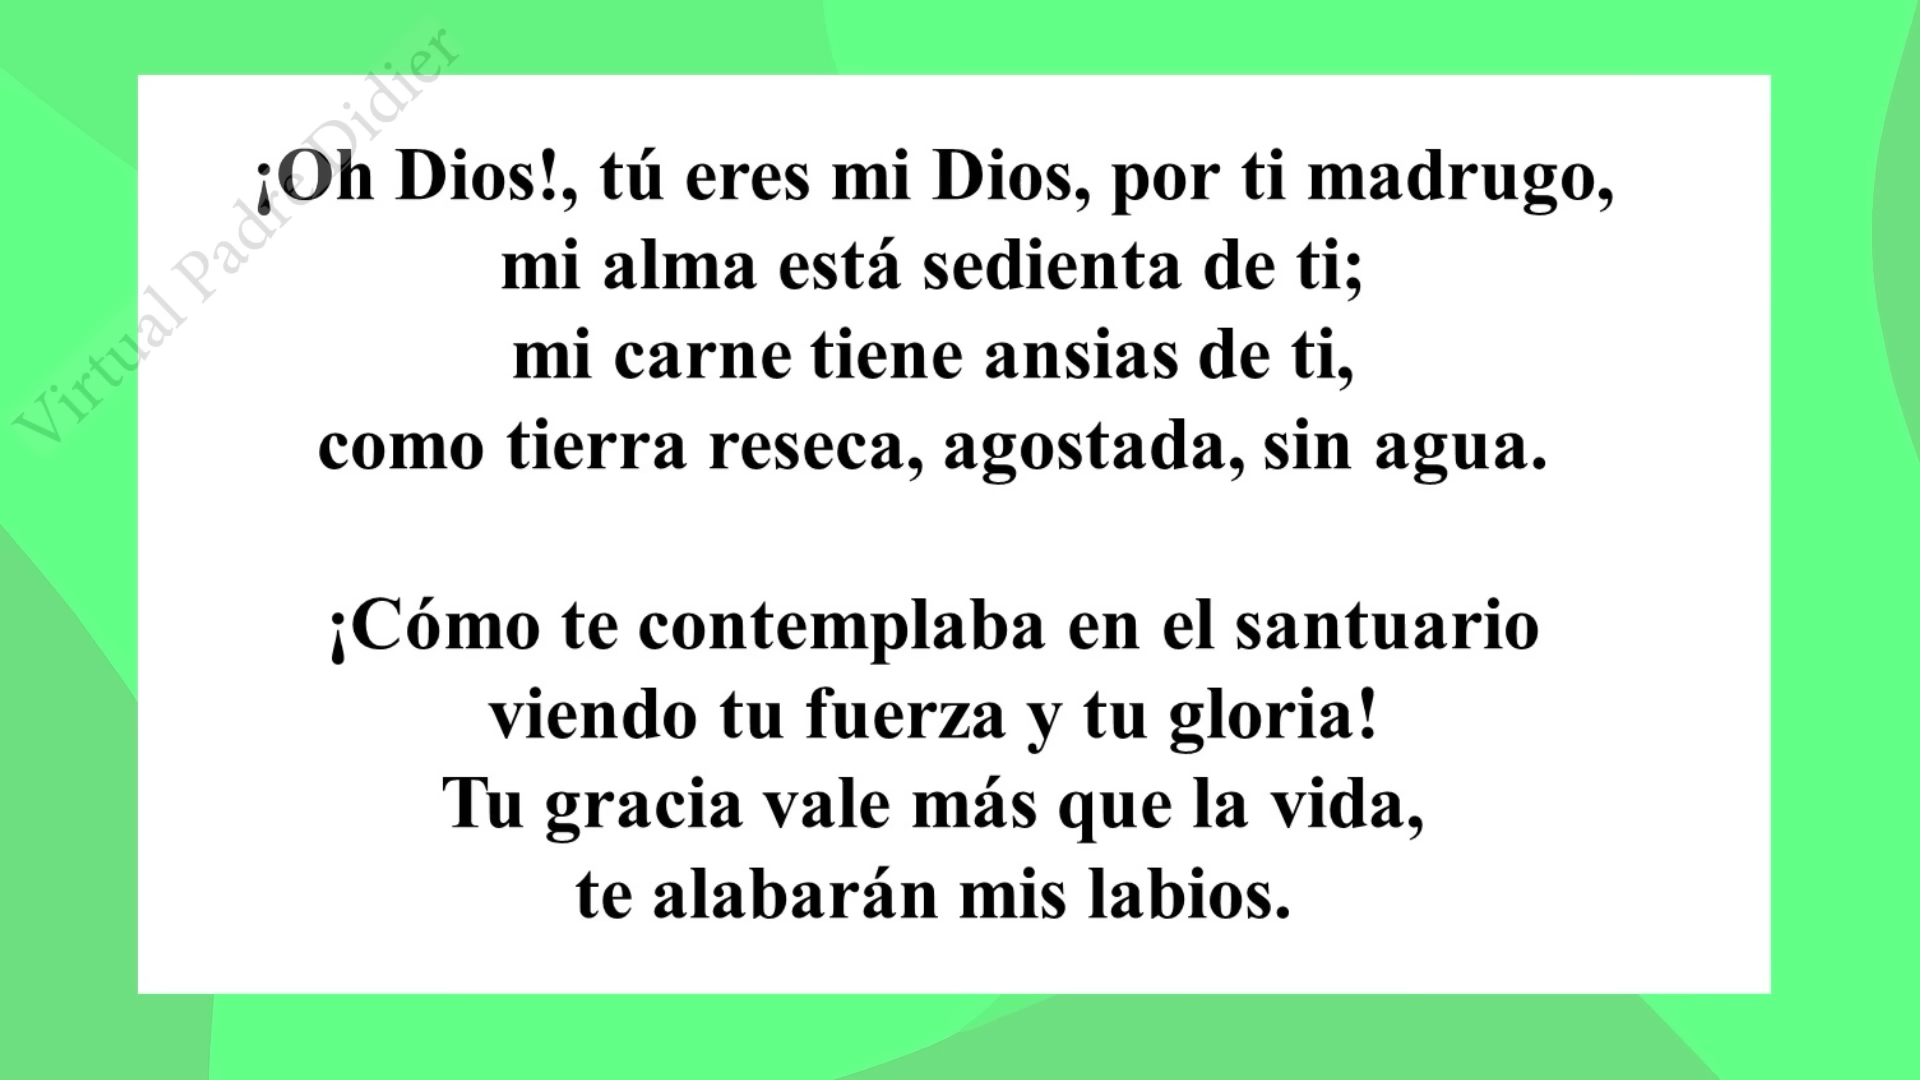 Virtual Padre Didier
¡Oh Dios!, tú eres mi Dios, por ti madrugo,
mi alma está sedienta de ti;
mi carne tiene ansias de ti,
como tierra reseca, agostada, sin agua.
¡Cómo te contemplaba en el santuario
viendo tu fuerza y tu gloria!
Tu gracia vale más que la vida,
te alabarán mis labios.